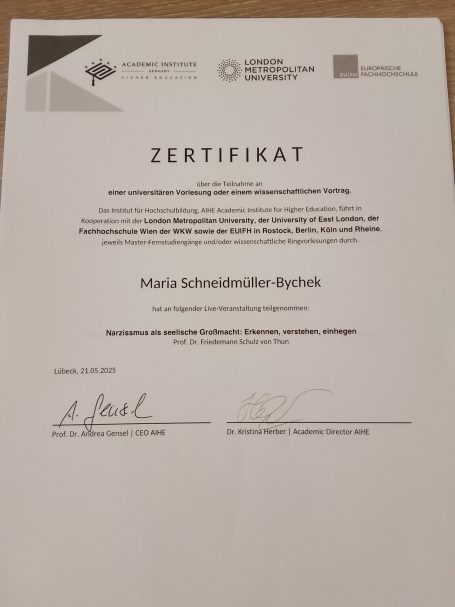 ACADEMIC INSTITUTE
GERMANY
HIGHER EDUCATION
LONDON
METROPOLITAN
UNIVERSITY
EUROPÄISCHE
FACHHOCHSCHULE
ZERTIFIKAT
über die Teilnahme an
einer universitären Vorlesung oder einem wissenschaftlichen Vortrag.
Das Institut für Hochschulbildung, AIHE Academic Institute for Higher Education, führt in
Kooperation mit der London Metropolitan University, der University of East London, der
Fachhochschule Wien der WKW sowie der EUIFH in Rostock, Berlin, Köln und Rheine,
jeweils Master-Fernstudiengänge und/oder wissenschaftliche Ringvorlesungen durch.
Maria Schneidmüller-Bychek
hat an folgender Live-Veranstaltung teilgenommen:
Narzissmus als seelische Großmacht: Erkennen, verstehen, einhegen
Prof. Dr. Friedemann Schulz von Thun
Lübeck, 21.05.2025
A. Gensel
Prof. Dr. Andrea Gensel | CEO AIHE
Dr. Kristina Herber | Academic Director AIHE